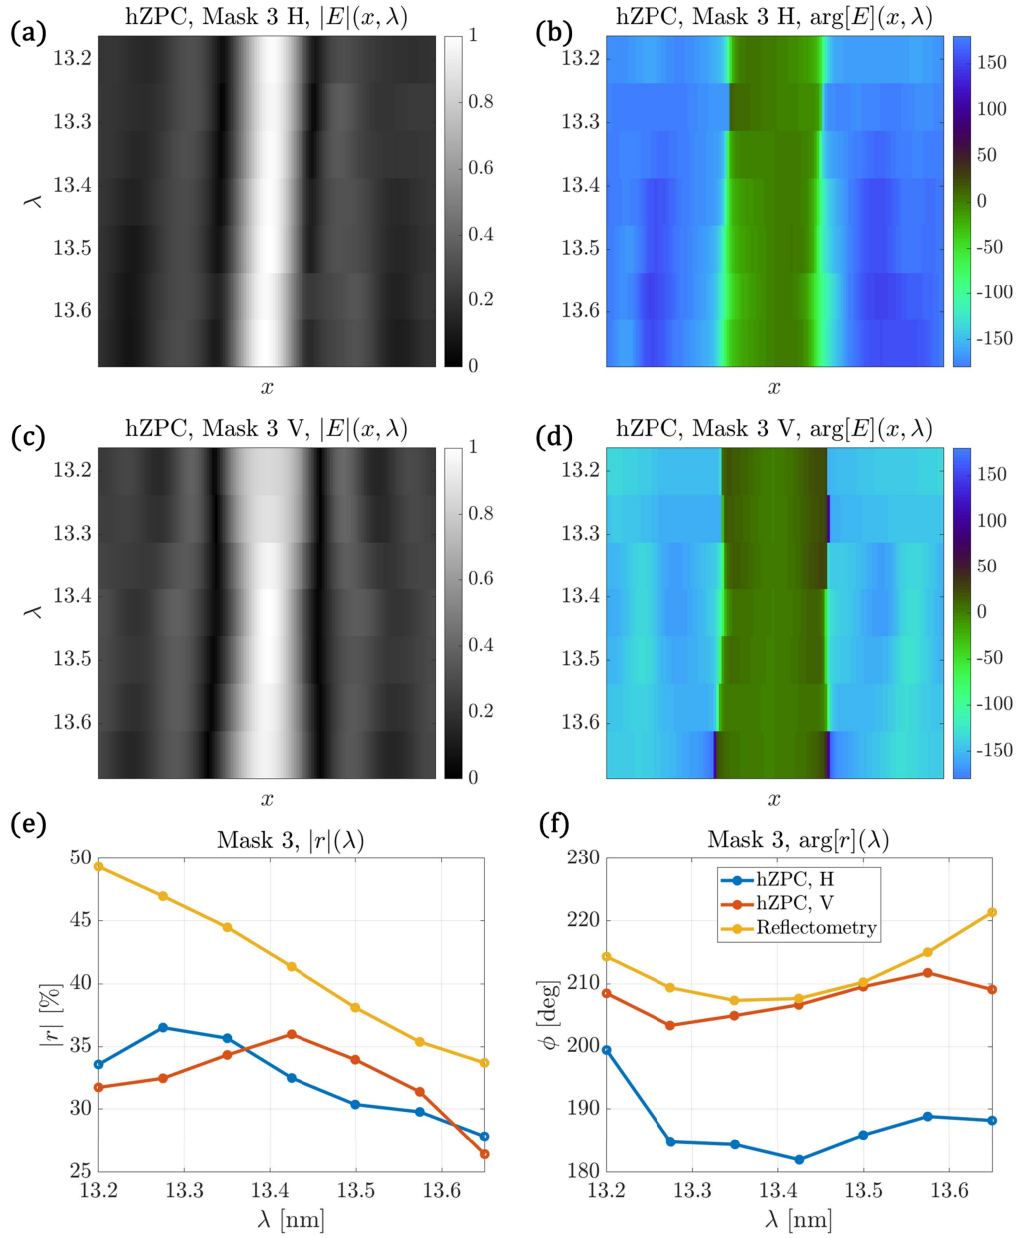 (a)
hZPC, Mask 3 H, |E|(x, λ)
13.2
13.3
13.4
13.5
13.6
λ
x
1
0.8
0.6
0.4
0.2
0
(b)
hZPC, Mask 3 H, arg[E](x, λ)
13.2
13.3
13.4
13.5
13.6
x
150
100
50
0
-50
-100
-150
(c)
hZPC, Mask 3 V, |E|(x, λ)
13.2
13.3
13.4
13.5
13.6
λ
x
1
0.8
0.6
0.4
0.2
0
(d)
hZPC, Mask 3 V, arg[E](x, λ)
13.2
13.3
13.4
13.5
13.6
x
150
100
50
0
-50
-100
-150
(e)
Mask 3, |r|(λ)
50
45
40
35
30
25
|r| [%]
13.2 13.3 13.4 13.5 13.6
λ [nm]
(f)
Mask 3, arg[r](λ)
230
220
210
200
190
180
ϕ [deg]
hZPC, H
hZPC, V
Reflectometry
13.2 13.3 13.4 13.5 13.6
λ [nm]